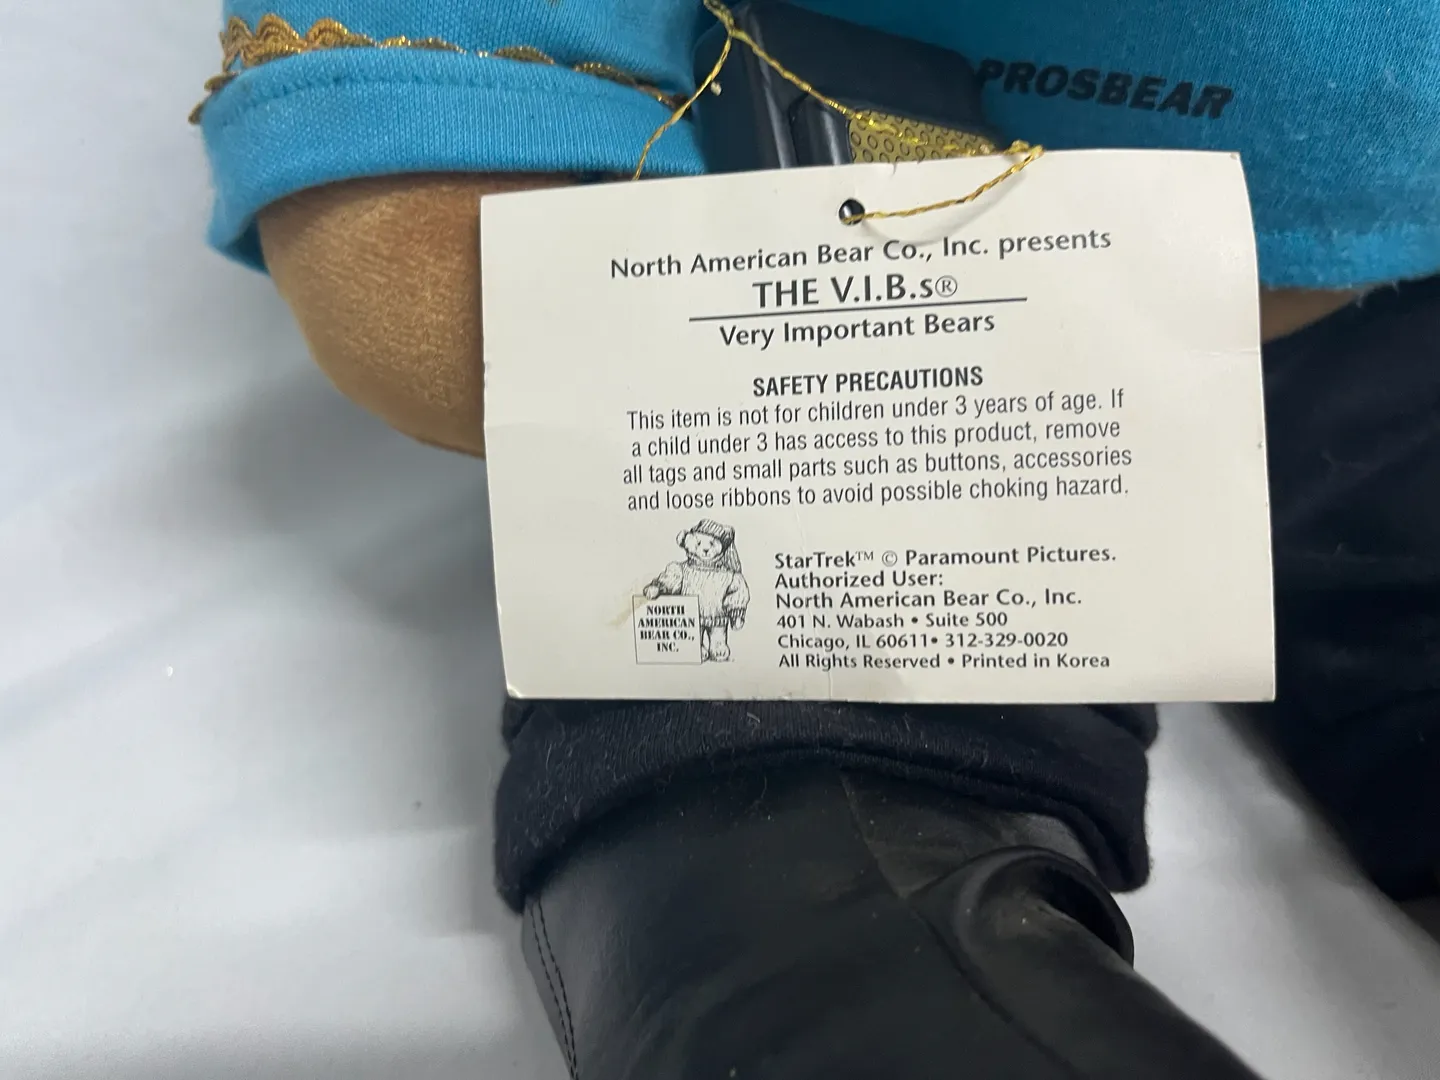 PROSBEAR
North American Bear Co., Inc. presents
THE V.I.B.s®
Very Important Bears
SAFETY PRECAUTIONS
This item is not for children under 3 years of age. If
a child under 3 has access to this product, remove
all tags and small parts such as buttons, accessories
and loose ribbons to avoid possible choking hazard.
NORTH
AMERICAN
BEAR CO.,
INC.
StarTrek™ © Paramount Pictures.
Authorized User:
North American Bear Co., Inc.
401 N. Wabash • Suite 500
Chicago, IL 60611• 312-329-0020
All Rights Reserved • Printed in Korea